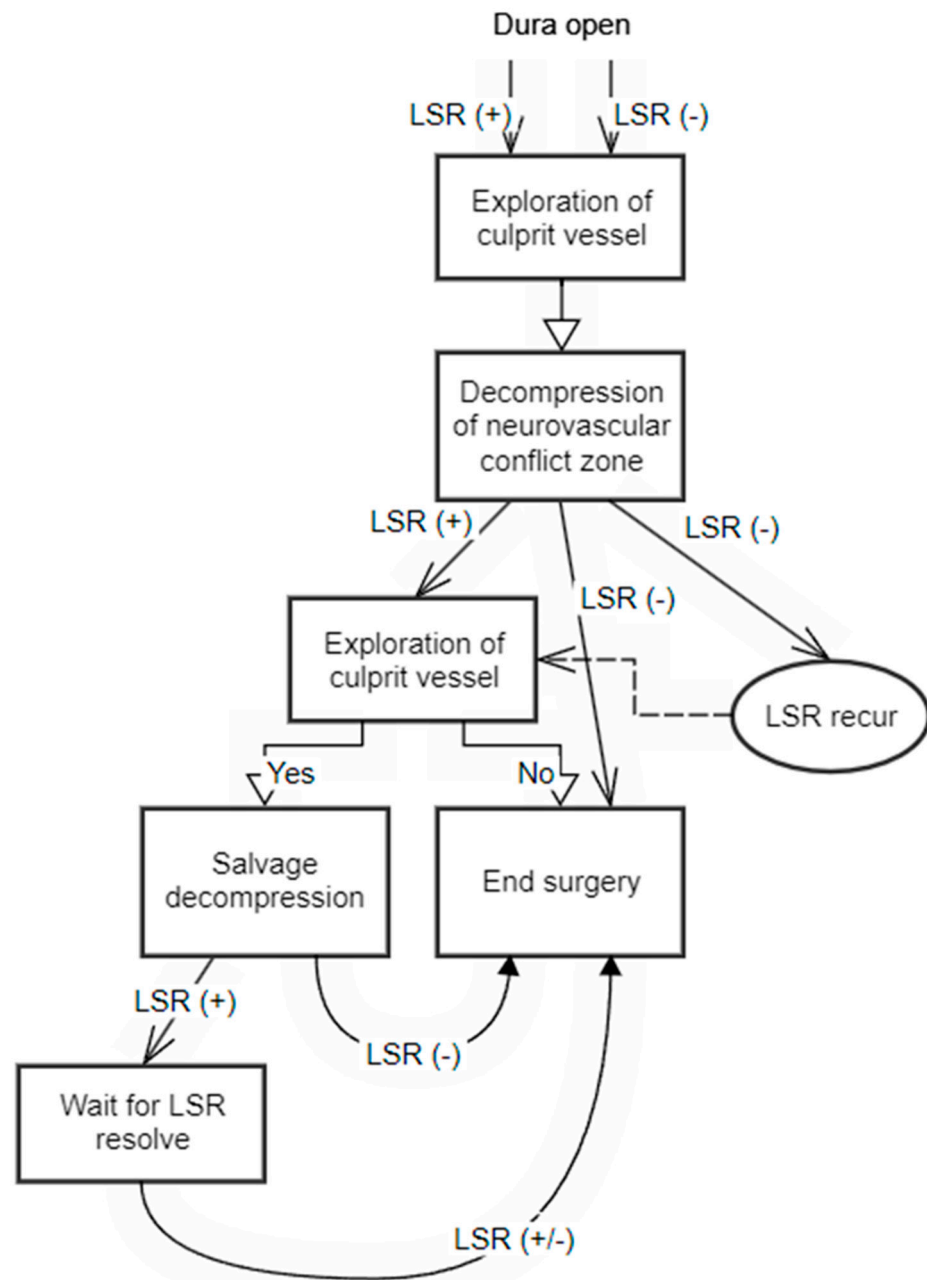 Dura open
LSR (+)
LSR (-)
Exploration of
culprit vessel
Decompression
of neurovascular
conflict zone
LSR (+)
LSR (-)
LSR (-)
Exploration of
culprit vessel
LSR recur
Yes
No
Salvage
decompression
End surgery
LSR (+)
LSR (-)
Wait for LSR
resolve
LSR (+/-)